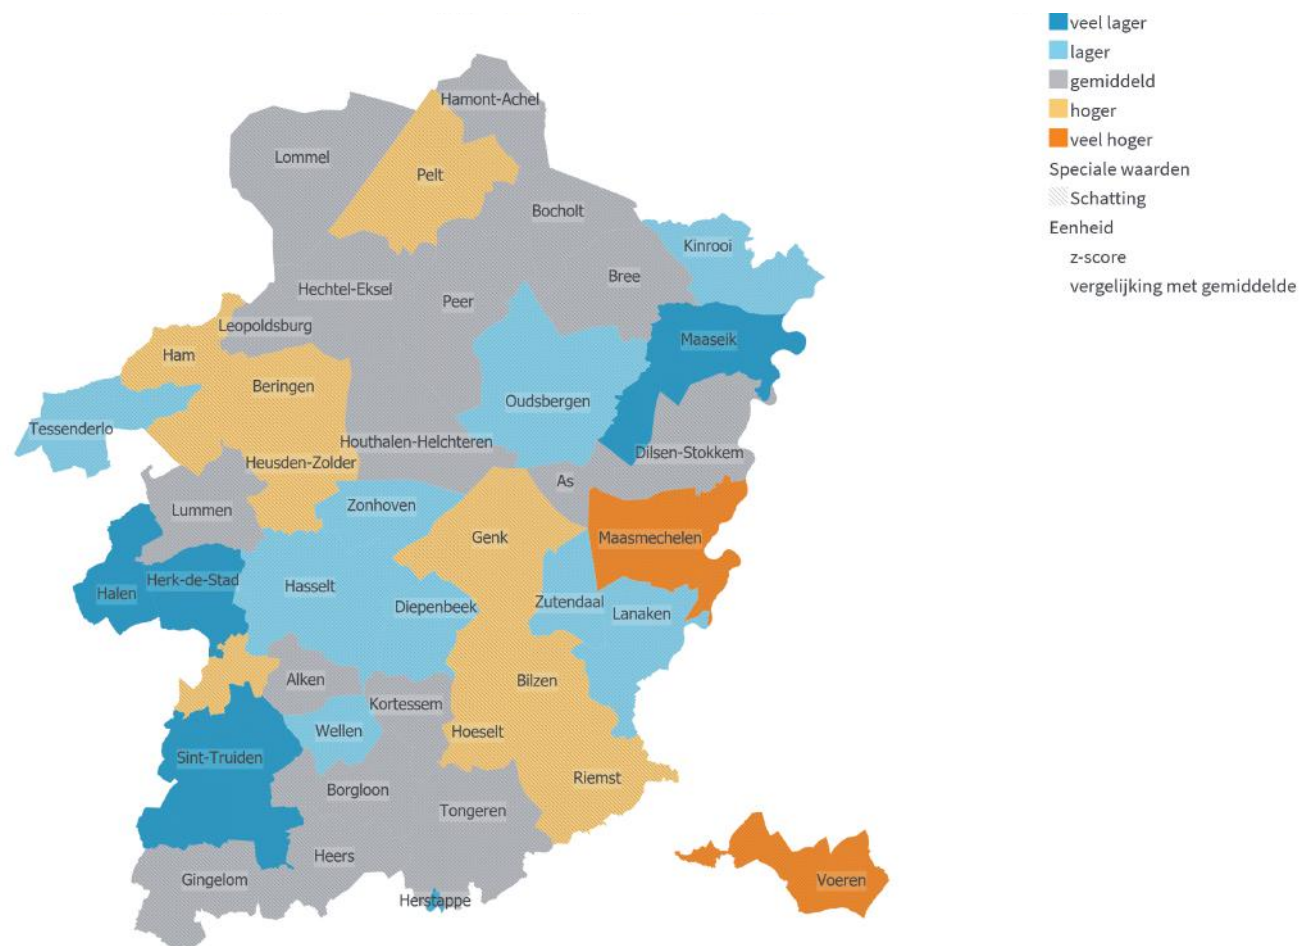 veel lager
lager
gemiddeld
hoger
veel hoger
Speciale waarden
Schatting
Eenheid
z-score
vergelijking met gemiddelde
Hamont-Achel
Lommel
Pelt
Bocholt
Kinrooi
Bree
Hechtel-Eksel
Peer
Leopoldsburg
Maaseik
Ham
Beringen
Oudsbergen
Tessenderlo
Houthalen-Helchteren
Dilsen-Stokkem
Heusden-Zolder
As
Zonhoven
Lummen
Genk
Maasmechelen
Herk-de-Stad
Hasselt
Halen
Diepenbeek
Zutendaal
Lanaken
Alken
Bilzen
Kortessem
Wellen
Hoeselt
Sint-Truiden
Riemst
Borgloon
Tongeren
Heers
Gingelom
Voeren
Herstappe